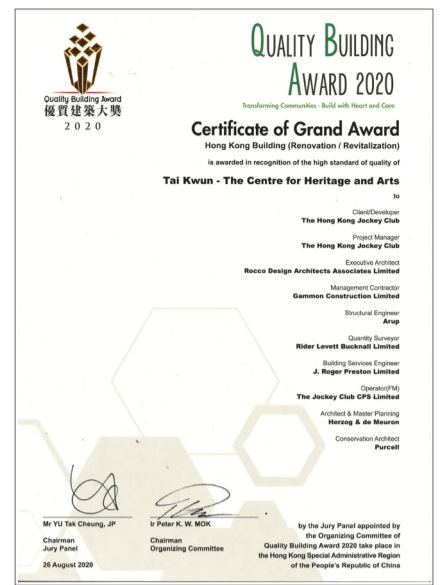 Quality Building Award
優質建築大獎
2020
QUALITY BUILDING
AWARD 2020
Transforming Communities - Build with Heart and Care
Certificate of Grand Award
Hong Kong Building (Renovation / Revitalization)
is awarded in recognition of the high standard of quality of
Tai Kwun - The Centre for Heritage and Arts
to
Client/Developer
The Hong Kong Jockey Club
Project Manager
The Hong Kong Jockey Club
Executive Architect
Rocco Design Architects Associates Limited
Management Contractor
Gammon Construction Limited
Structural Engineer
Arup
Quantity Surveyor
Rider Levett Bucknall Limited
Building Services Engineer
J. Roger Preston Limited
Operator(FM)
The Jockey Club CPS Limited
Architect & Master Planning
Herzog & de Meuron
Conservation Architect
Purcell
Mr YU Tak Cheung, JP
Chairman
Jury Panel
26 August 2020
Ir Peter K. W. MOK
Chairman
Organizing Committee
by the Jury Panel appointed by
the Organizing Committee of
Quality Building Award 2020 take place in
the Hong Kong Special Administrative Region
of the People's Republic of China